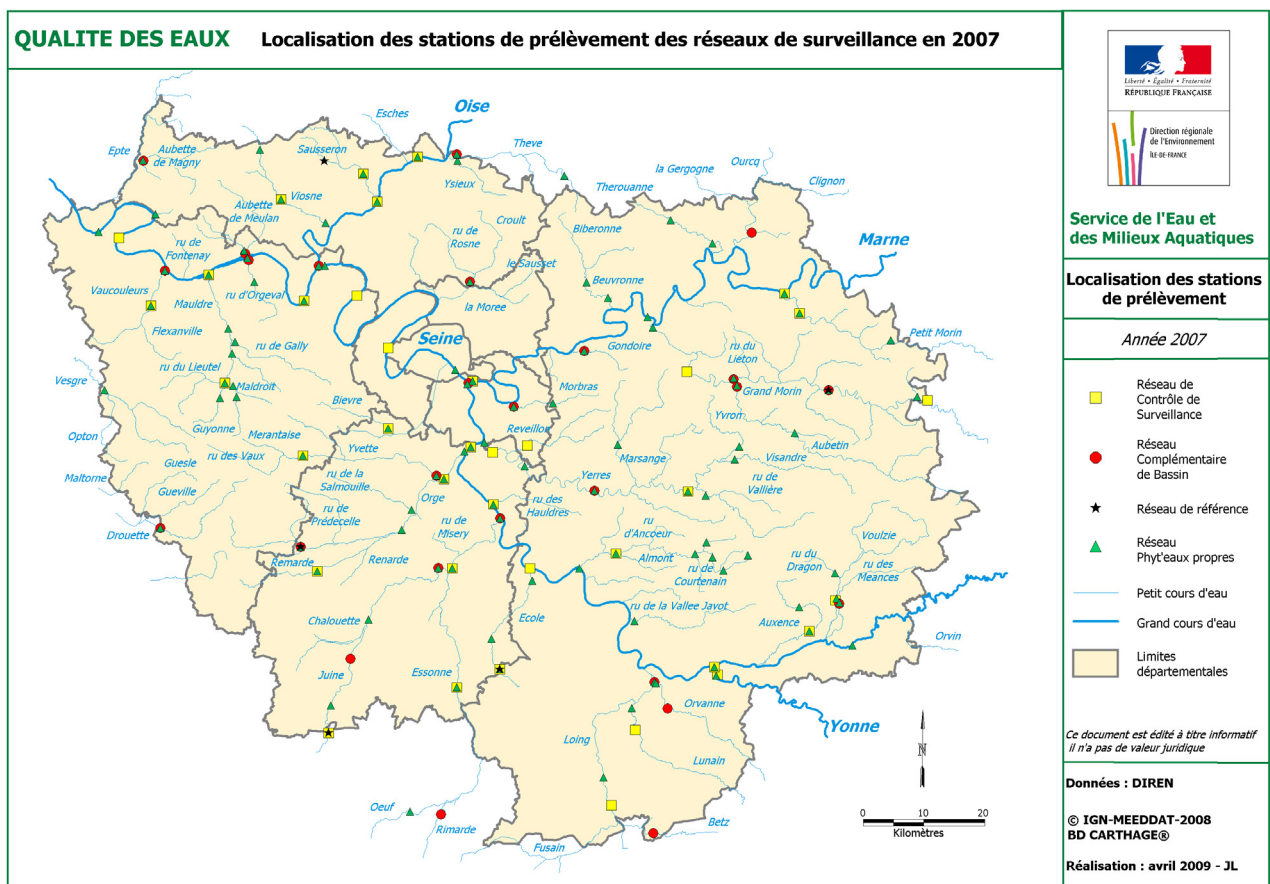 QUALITE DES EAUX Localisation des stations de prélèvement des réseaux de surveillance en 2007
Liberté • Égalité • Fraternité
RÉPUBLIQUE FRANÇAISE
Direction régionale
de l'Environnement
ÎLE-DE-FRANCE
Service de l'Eau et
des Milieux Aquatiques
Localisation des stations
de prélèvement
Année 2007
Réseau de
Contrôle de
Surveillance
Réseau
Complémentaire
de Bassin
Réseau de référence
Réseau
Phyt'eaux propres
Petit cours d'eau
Grand cours d'eau
Limites
départementales
Ce document est édité à titre informatif
il n'a pas de valeur juridique
Données : DIREN
© IGN-MEEDDAT-2008
BD CARTHAGE®
Réalisation : avril 2009 - JL
Oise
Esches
Epte
Aubette
de Magny
Sausseron
Theve
Ysieux
la Gergogne
Ourcq
Therouanne
Clignon
Viosne
Aubette
de Meulan
Croult
ru de
Rosne
Biberonne
Marne
ru de
Fontenay
le Sausset
Beuvronne
Vaucouleurs
Mauldre
ru d'Orgeval
la Moree
Flexanville
ru de Gally
Seine
Gondoire
ru du
Liéton
Petit Morin
ru du Lieutel
Vesgre
Maldroit
Bievre
Morbras
Grand Morin
Guyonne
Merantaise
Reveillon
Yvron
Aubetin
Opton
Yvette
Marsange
Visandre
Guesle
ru des Vaux
Maltorne
Gueville
ru de la
Salmouille
Orge
Yerres
ru de
Vallière
ru de
Prédecelle
ru de
Misery
ru des
Hauldres
ru
d'Ancoeur
Voulzie
Drouette
Remarde
Renarde
Almont
ru de
Courtenain
ru du
Dragon
ru des
Meances
Chalouette
Ecole
ru de la Vallee Javot
Auxence
Orvin
Juine
Essonne
Orvanne
Yonne
Loing
Lunain
N
Oeuf
Rimarde
Betz
Fusain
0 10 20
Kilomètres